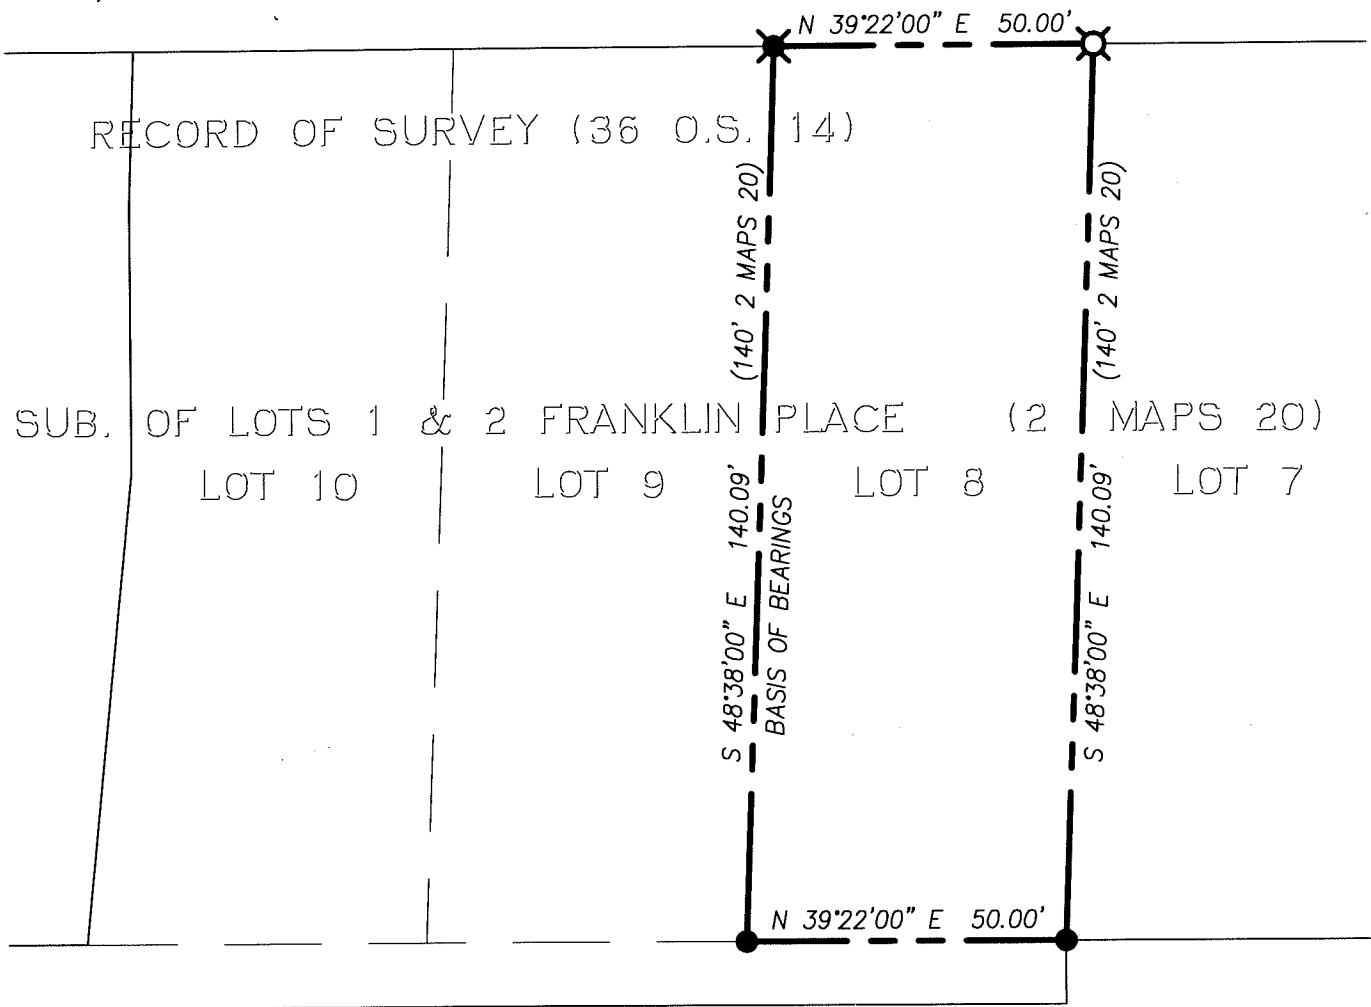 N 39°22'00" E 50.00'
RECORD OF SURVEY (36 O.S. 14)
(140' 2 MAPS 20)
(140' 2 MAPS 20)
SUB. OF LOTS 1 & 2 FRANKLIN PLACE (2 MAPS 20)
LOT 10 LOT 9 LOT 8 LOT 7
S 48°38'00" E 140.09'
BASIS OF BEARINGS
S 48°38'00" E 140.09'
N 39°22'00" E 50.00'